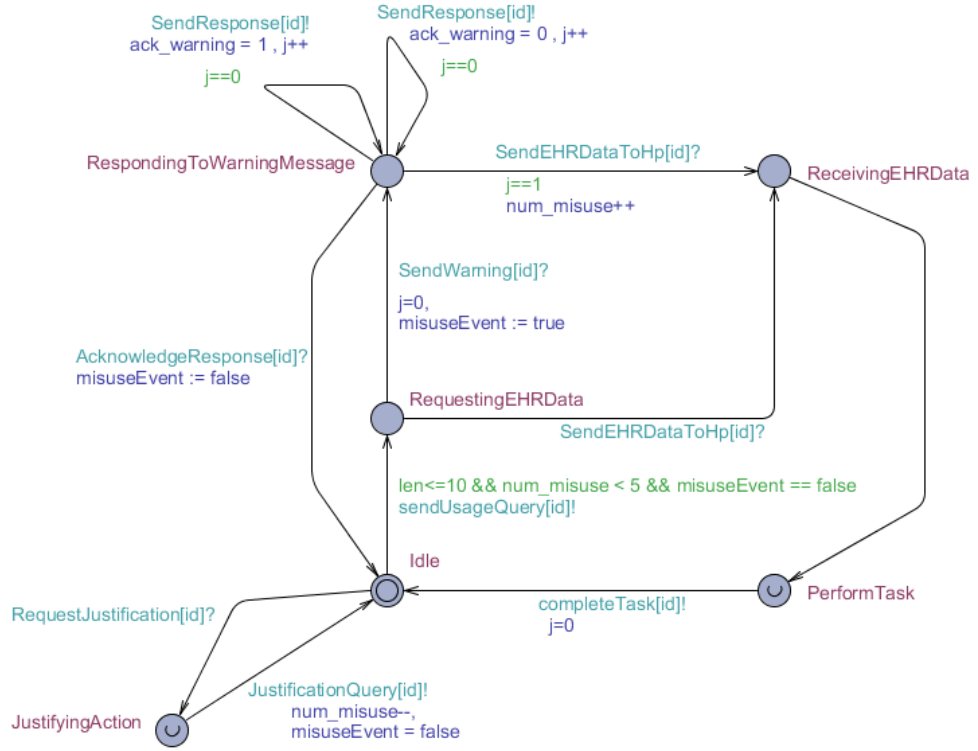 SendResponse[id]!
ack_warning = 1 , j++
j==0
SendResponse[id]!
ack_warning = 0 , j++
j==0
RespondingToWarningMessage
SendEHRDataToHp[id]?
j==1
num_misuse++
ReceivingEHRData
SendWarning[id]?
j=0,
misuseEvent := true
AcknowledgeResponse[id]?
misuseEvent := false
RequestingEHRData
SendEHRDataToHp[id]?
len<=10 && num_misuse < 5 && misuseEvent == false
sendUsageQuery[id]!
Idle
PerformTask
completeTask[id]!
j=0
RequestJustification[id]?
JustificationQuery[id]!
num_misuse--,
misuseEvent = false
JustifyingAction